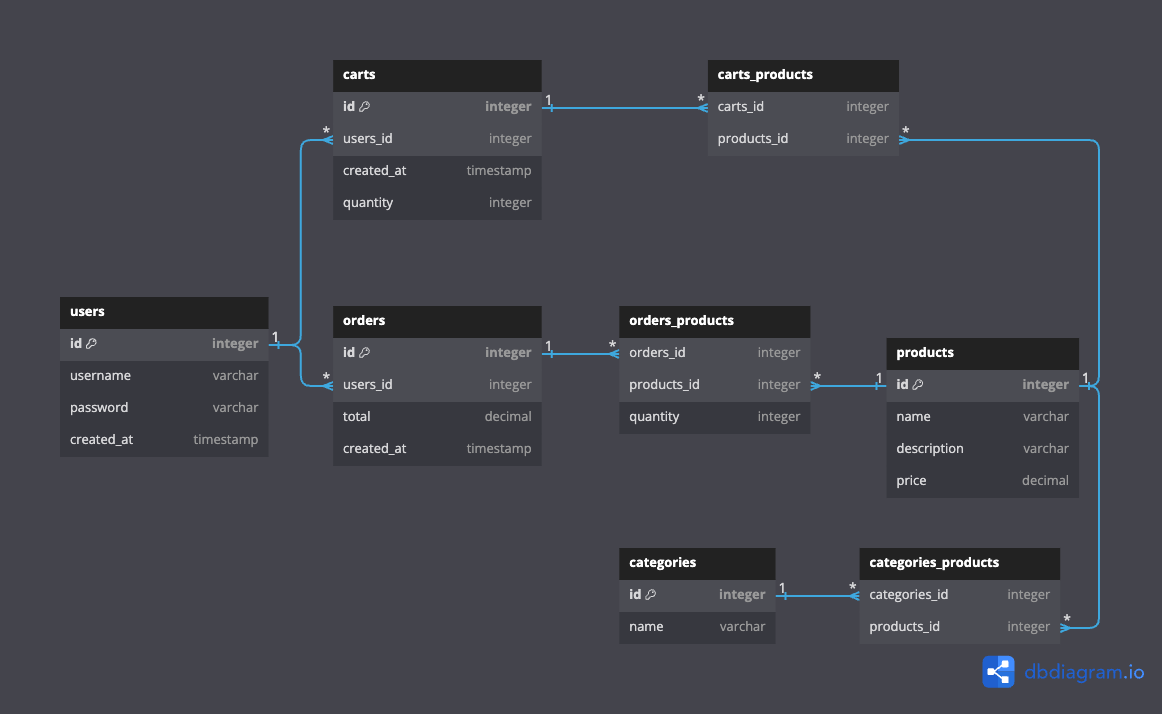 carts
id integer
users_id integer
created_at timestamp
quantity integer
1
*
*
carts_products
carts_id integer
products_id integer
*
users
id integer
username varchar
password varchar
created_at timestamp
1
*
orders
id integer
users_id integer
total decimal
created_at timestamp
1
*
orders_products
orders_id integer
products_id integer
quantity integer
*
1
products
id integer
name varchar
description varchar
price decimal
1
categories
id integer
name varchar
1
*
categories_products
categories_id integer
products_id integer
*
dbdiagram.io